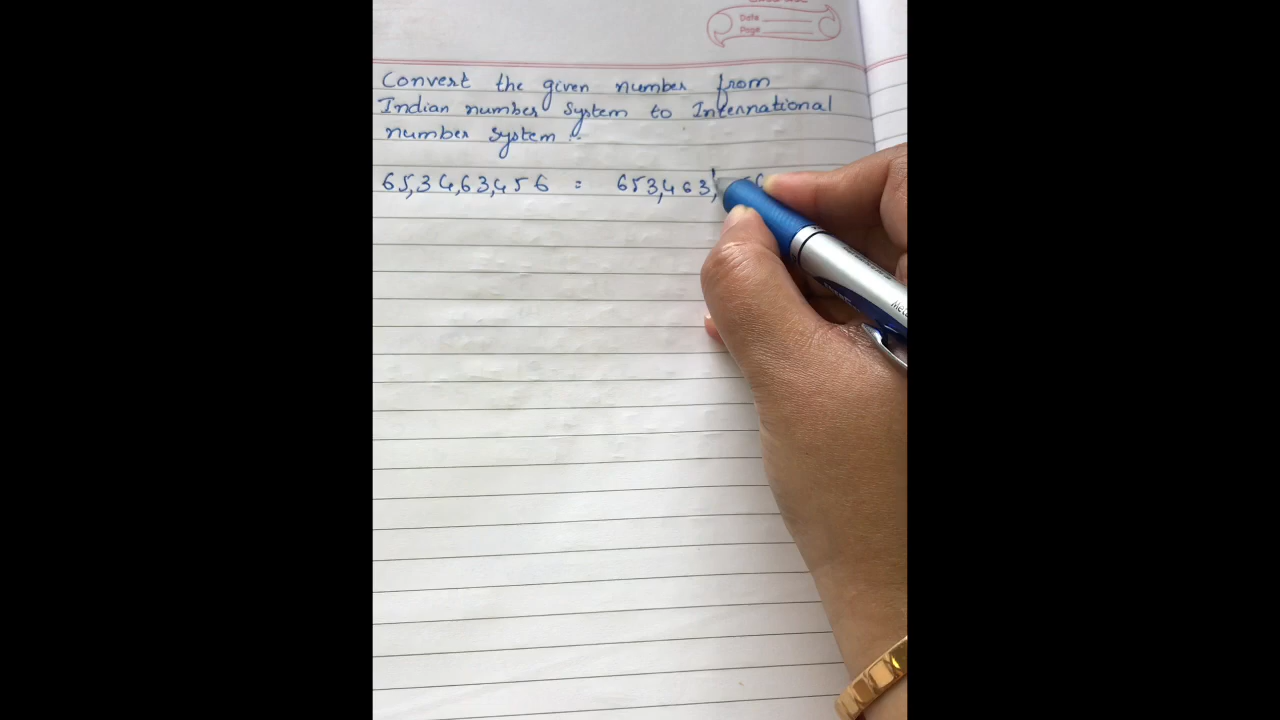 Date
Page
Convert the given number from
Indian number System to International
number System :-
65,34,63,456 = 653,463,